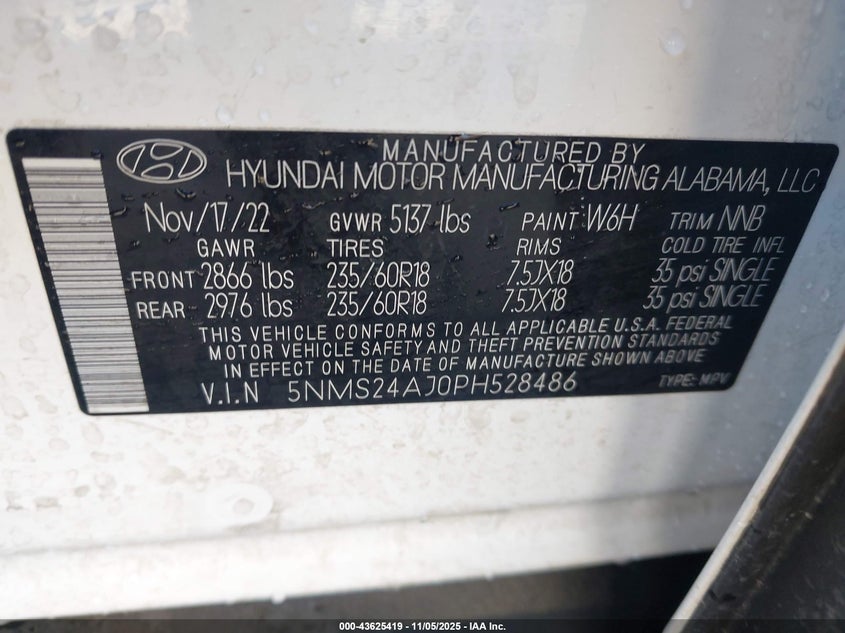 MANUFACTURED BY
HYUNDAI MOTOR MANUFACTURING ALABAMA, LLC
Nov/17/22 GVWR 5137 lbs PAINT W6H TRIM NNB
GAWR TIRES RIMS COLD TIRE INFL
FRONT 2866 lbs 235/60R18 7.5JX18 35 psi SINGLE
REAR 2976 lbs 235/60R18 7.5JX18 35 psi SINGLE
THIS VEHICLE CONFORMS TO ALL APPLICABLE U.S.A. FEDERAL
MOTOR VEHICLE SAFETY AND THEFT PREVENTION STANDARDS
IN EFFECT ON THE DATE OF MANUFACTURE SHOWN ABOVE
V.I.N 5NMS24AJ0PH528486 TYPE: MPV
000-43625419 - 11/05/2025 - IAA Inc.